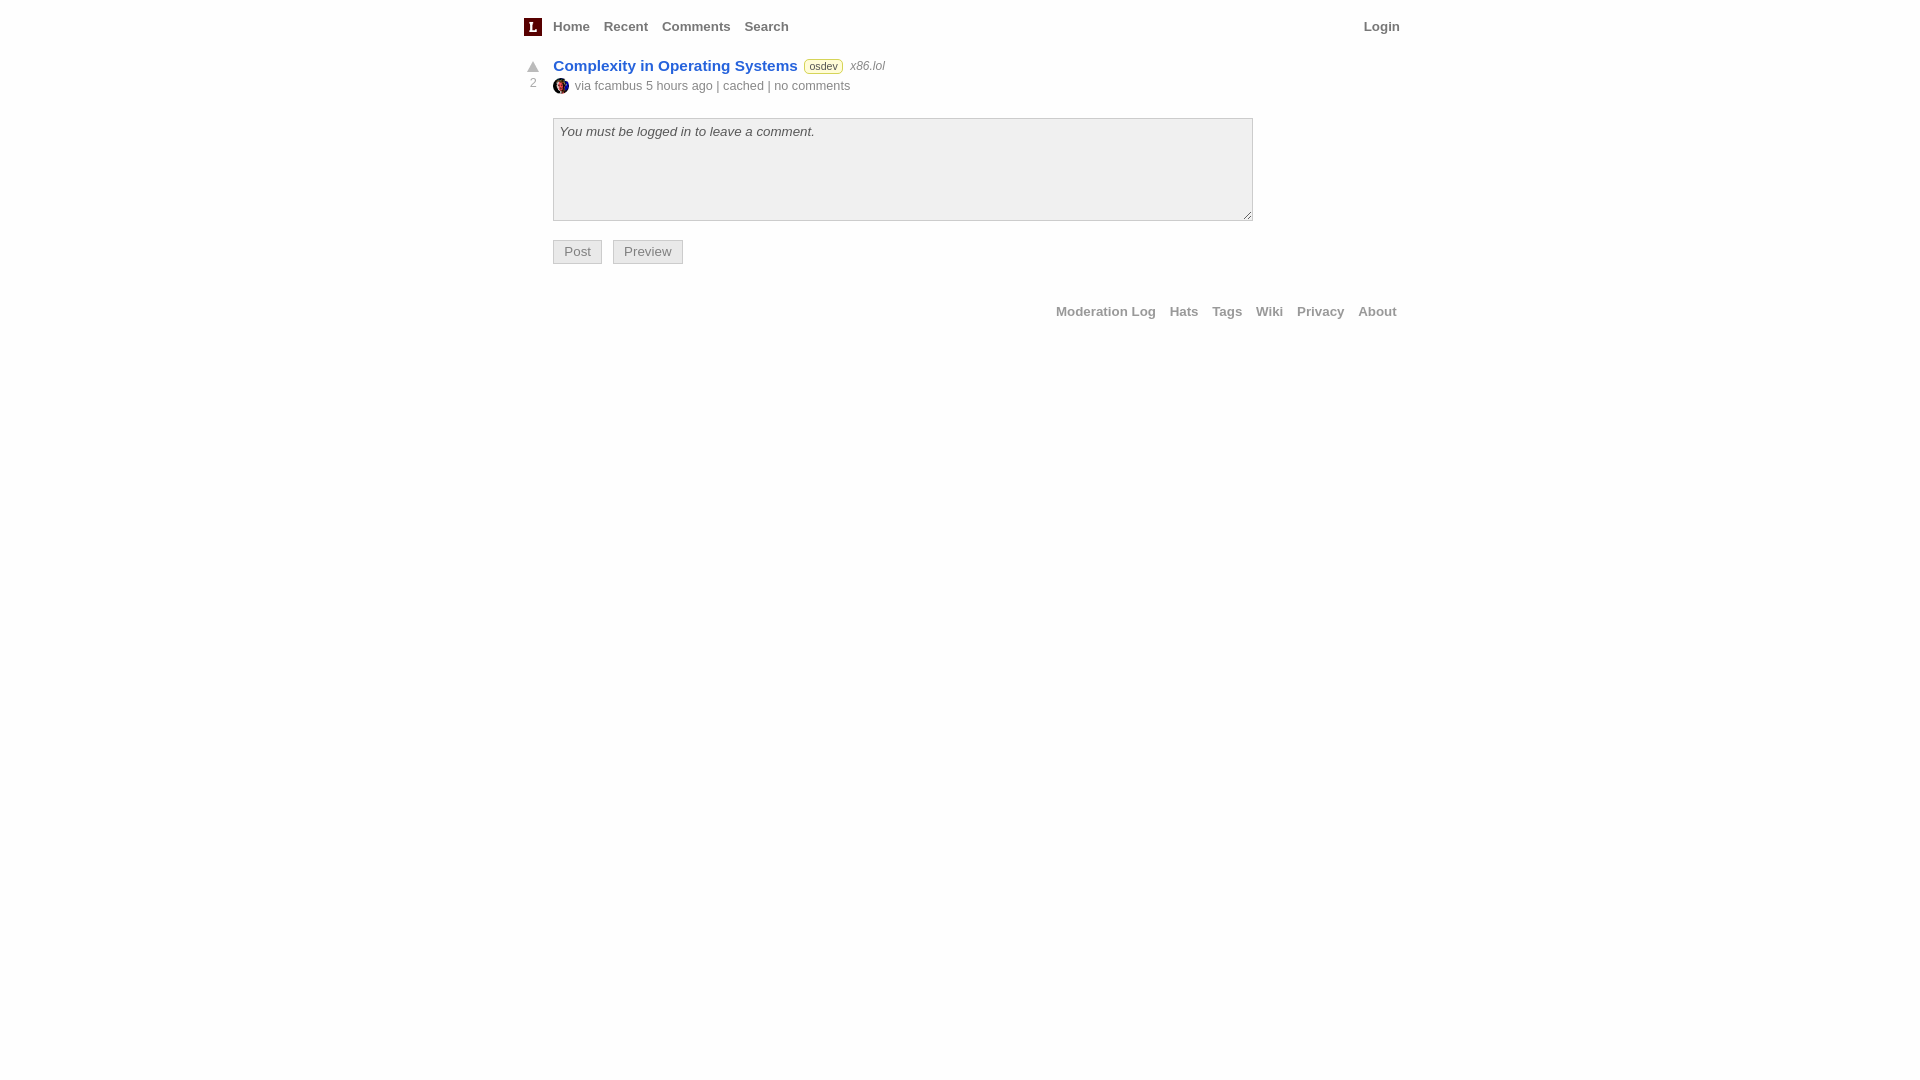 L Home Recent Comments Search Login
2 Complexity in Operating Systems osdev x86.lol
via fcambus 5 hours ago | cached | no comments
You must be logged in to leave a comment.
Post Preview
Moderation Log Hats Tags Wiki Privacy About